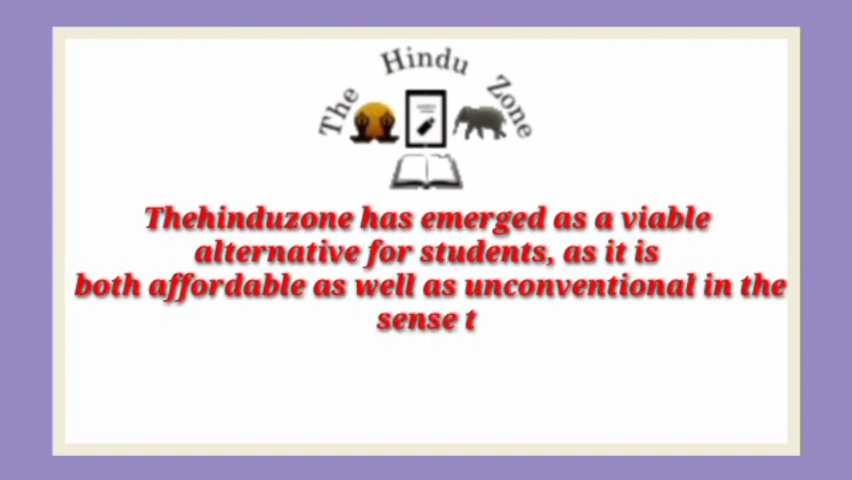 The Hindu Zone
Thehinduzone has emerged as a viable
alternative for students, as it is
both affordable as well as unconventional in the
sense t